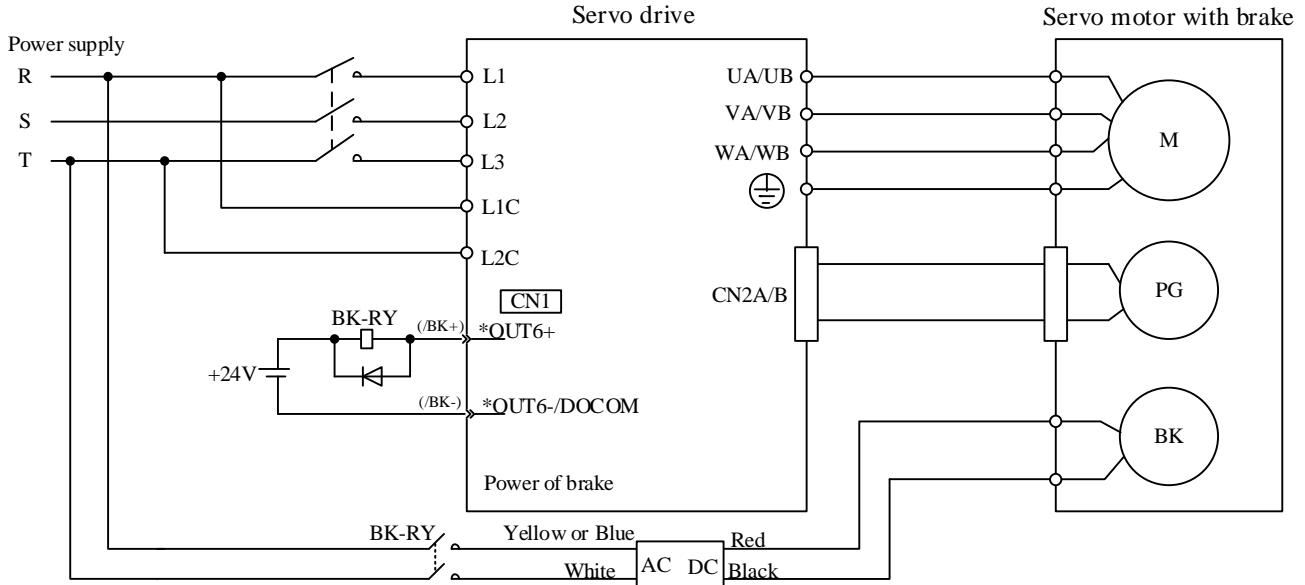 Servo drive
Servo motor with brake
Power supply
R
S
T
L1
L2
L3
L1C
L2C
UA/UB
VA/VB
WA/WB
M
CN2A/B
PG
CN1
BK-RY
(/BK+)
*OUT6+
+24V
(/BK-)
*OUT6-/DOCOM
BK
Power of brake
BK-RY
Yellow or Blue
White
AC DC
Red
Black